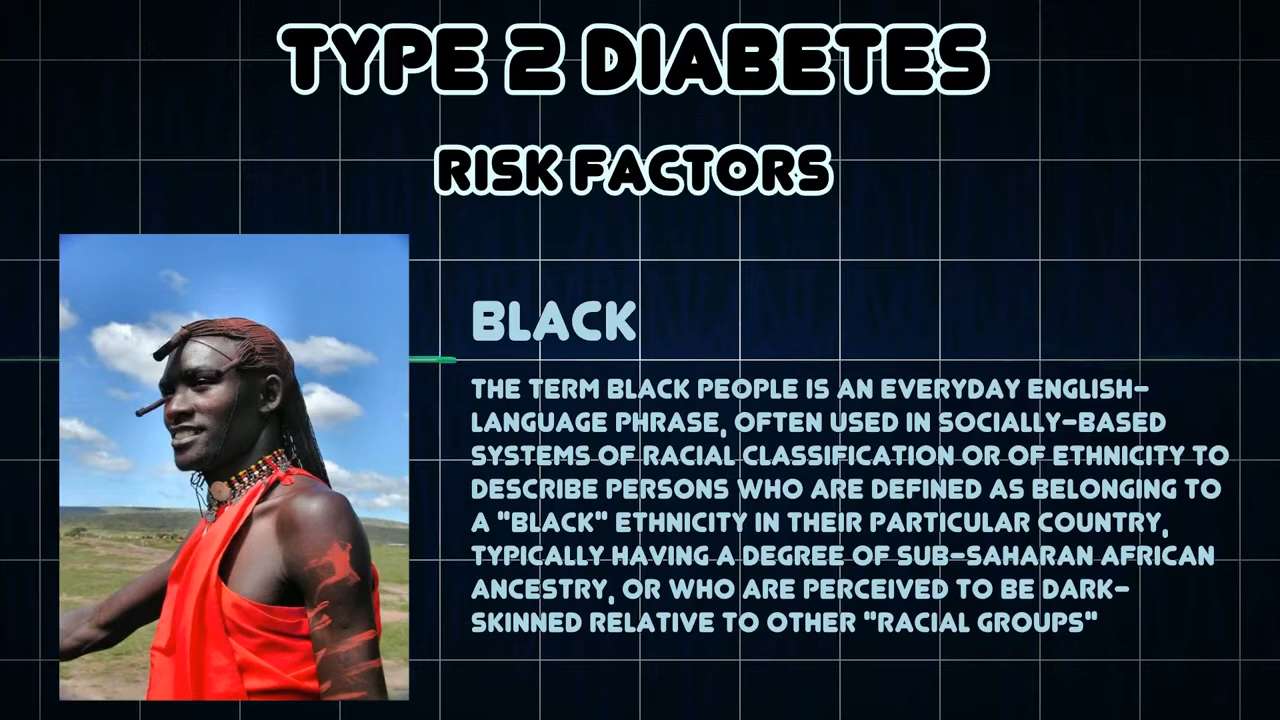 TYPE 2 DIABETES
RISK FACTORS
BLACK
THE TERM BLACK PEOPLE IS AN EVERYDAY ENGLISH-
LANGUAGE PHRASE, OFTEN USED IN SOCIALLY-BASED
SYSTEMS OF RACIAL CLASSIFICATION OR OF ETHNICITY TO
DESCRIBE PERSONS WHO ARE DEFINED AS BELONGING TO
A "BLACK" ETHNICITY IN THEIR PARTICULAR COUNTRY,
TYPICALLY HAVING A DEGREE OF SUB-SAHARAN AFRICAN
ANCESTRY, OR WHO ARE PERCEIVED TO BE DARK-
SKINNED RELATIVE TO OTHER "RACIAL GROUPS"